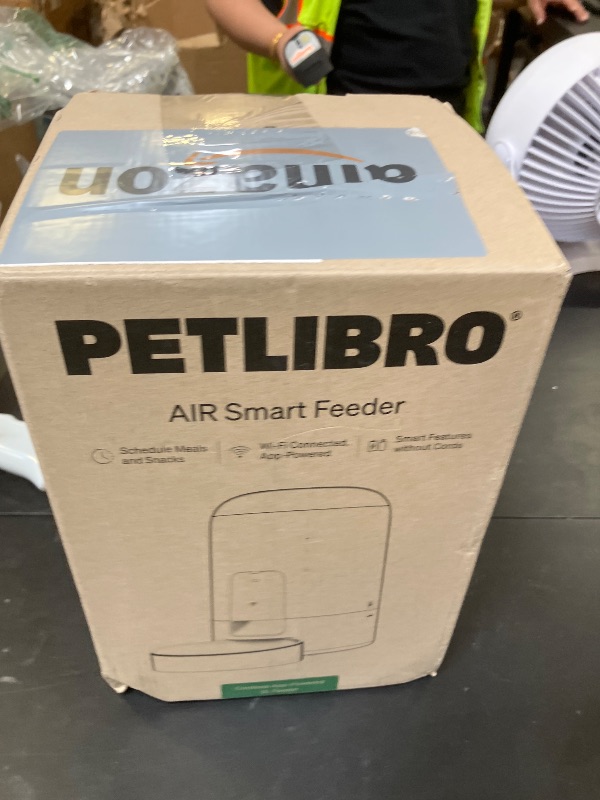 amazon
PETLIBRO®
AIR Smart Feeder
Schedule Meals
and Snacks
Wi-Fi Connected,
App-Powered
Smart Features
without Cords